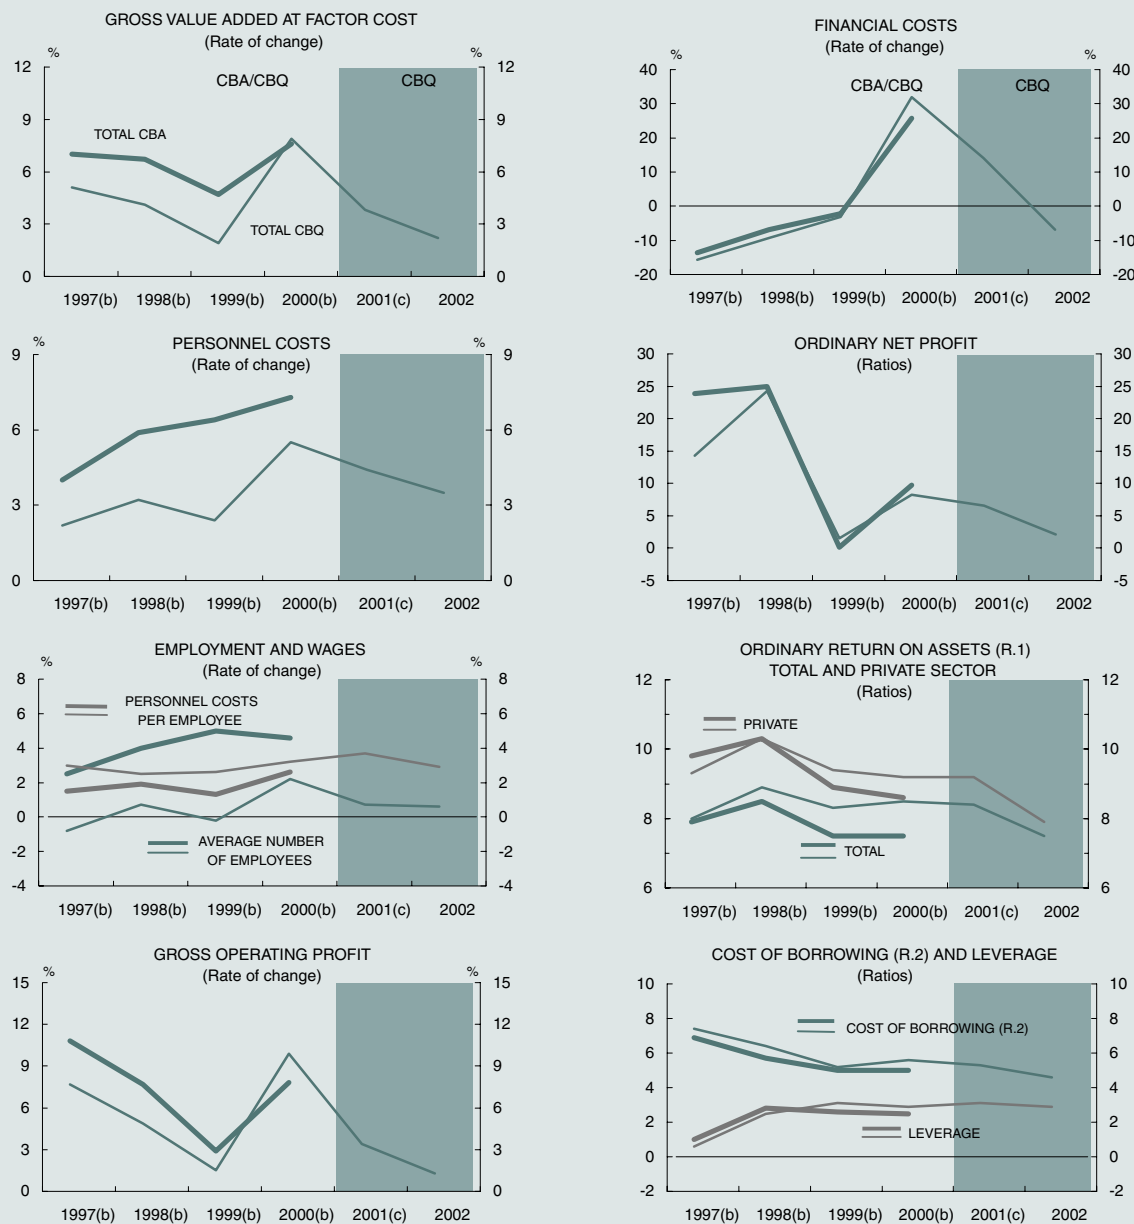 GROSS VALUE ADDED AT FACTOR COST
(Rate of change)
% %
12 12
CBA/CBQ CBQ
9 9
TOTAL CBA
6 6
3 3
TOTAL CBQ
0 0
1997(b) 1998(b) 1999(b) 2000(b) 2001(c) 2002
FINANCIAL COSTS
(Rate of change)
% %
40 40
CBA/CBQ CBQ
30 30
20 20
10 10
0 0
-10 -10
-20 -20
1997(b) 1998(b) 1999(b) 2000(b) 2001(c) 2002
PERSONNEL COSTS
(Rate of change)
% %
9 9
6 6
3 3
0 0
1997(b) 1998(b) 1999(b) 2000(b) 2001(c) 2002
ORDINARY NET PROFIT
(Ratios)
30 30
25 25
20 20
15 15
10 10
5 5
0 0
-5 -5
1997(b) 1998(b) 1999(b) 2000(b) 2001(c) 2002
EMPLOYMENT AND WAGES
(Rate of change)
% %
8 8
PERSONNEL COSTS
PER EMPLOYEE
6 6
4 4
2 2
0 0
AVERAGE NUMBER
OF EMPLOYEES
-2 -2
-4 -4
1997(b) 1998(b) 1999(b) 2000(b) 2001(c) 2002
ORDINARY RETURN ON ASSETS (R.1)
TOTAL AND PRIVATE SECTOR
(Ratios)
12 12
PRIVATE
10 10
8 8
TOTAL
6 6
1997(b) 1998(b) 1999(b) 2000(b) 2001(c) 2002
GROSS OPERATING PROFIT
(Rate of change)
% %
15 15
12 12
9 9
6 6
3 3
0 0
1997(b) 1998(b) 1999(b) 2000(b) 2001(c) 2002
COST OF BORROWING (R.2) AND LEVERAGE
(Ratios)
10 10
8 8
COST OF BORROWING (R.2)
6 6
4 4
2 2
LEVERAGE
0 0
-2 -2
1997(b) 1998(b) 1999(b) 2000(b) 2001(c) 2002